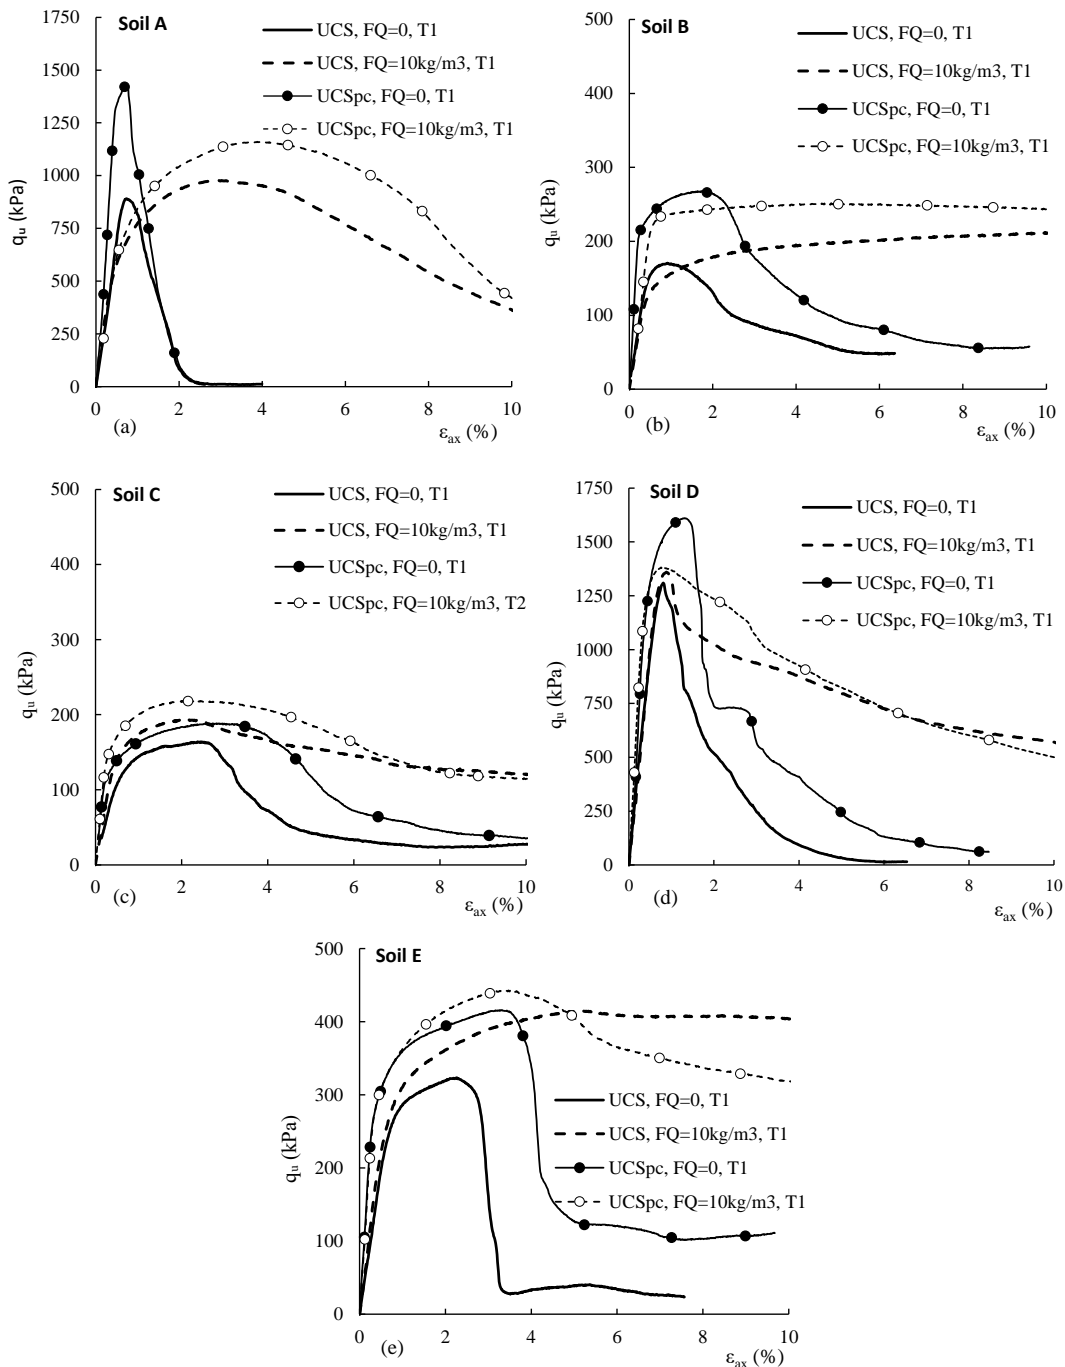 Soil A
UCS, FQ=0, T1
UCS, FQ=10kg/m3, T1
UCSpc, FQ=0, T1
UCSpc, FQ=10kg/m3, T1
qu (kPa)
1750
1500
1250
1000
750
500
250
0
0 2 4 6 8 10
(a)
εax (%)
Soil B
UCS, FQ=0, T1
UCS, FQ=10kg/m3, T1
UCSpc, FQ=0, T1
UCSpc, FQ=10kg/m3, T1
qu (kPa)
500
400
300
200
100
0
0 2 4 6 8 10
(b)
εax (%)
Soil C
UCS, FQ=0, T1
UCS, FQ=10kg/m3, T1
UCSpc, FQ=0, T1
UCSpc, FQ=10kg/m3, T2
qu (kPa)
500
400
300
200
100
0
0 2 4 6 8 10
(c)
εax (%)
Soil D
UCS, FQ=0, T1
UCS, FQ=10kg/m3, T1
UCSpc, FQ=0, T1
UCSpc, FQ=10kg/m3, T1
qu (kPa)
1750
1500
1250
1000
750
500
250
0
0 2 4 6 8 10
(d)
εax (%)
Soil E
UCS, FQ=0, T1
UCS, FQ=10kg/m3, T1
UCSpc, FQ=0, T1
UCSpc, FQ=10kg/m3, T1
qu (kPa)
500
400
300
200
100
0
0 2 4 6 8 10
(e)
εax (%)